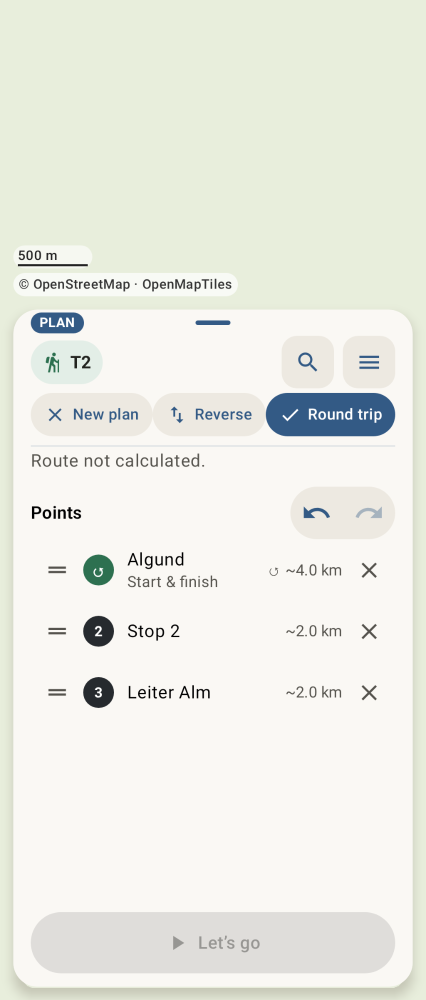 500 m
© OpenStreetMap · OpenMapTiles
PLAN
T2
New plan
Reverse
Round trip
Route not calculated.
Points
Algund
Start & finish
↺ ~4.0 km
2
Stop 2
~2.0 km
3
Leiter Alm
~2.0 km
Let’s go